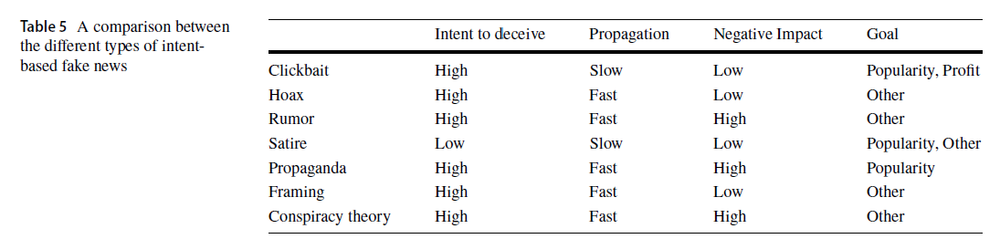 Table 5 A comparison between
the different types of intent-
based fake news
Intent to deceive Propagation Negative Impact Goal
Clickbait High Slow Low Popularity, Profit
Hoax High Fast Low Other
Rumor High Fast High Other
Satire Low Slow Low Popularity, Other
Propaganda High Fast High Popularity
Framing High Fast Low Other
Conspiracy theory High Fast High Other